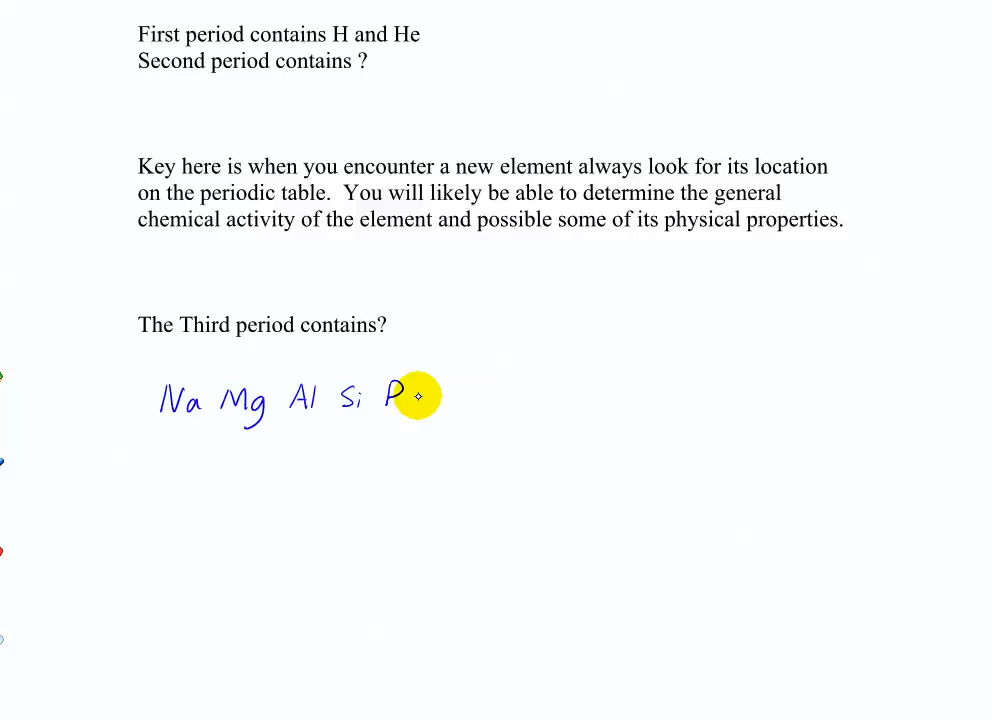 First period contains H and He
Second period contains ?
Key here is when you encounter a new element always look for its location
on the periodic table. You will likely be able to determine the general
chemical activity of the element and possible some of its physical properties.
The Third period contains?
Na Mg Al Si P